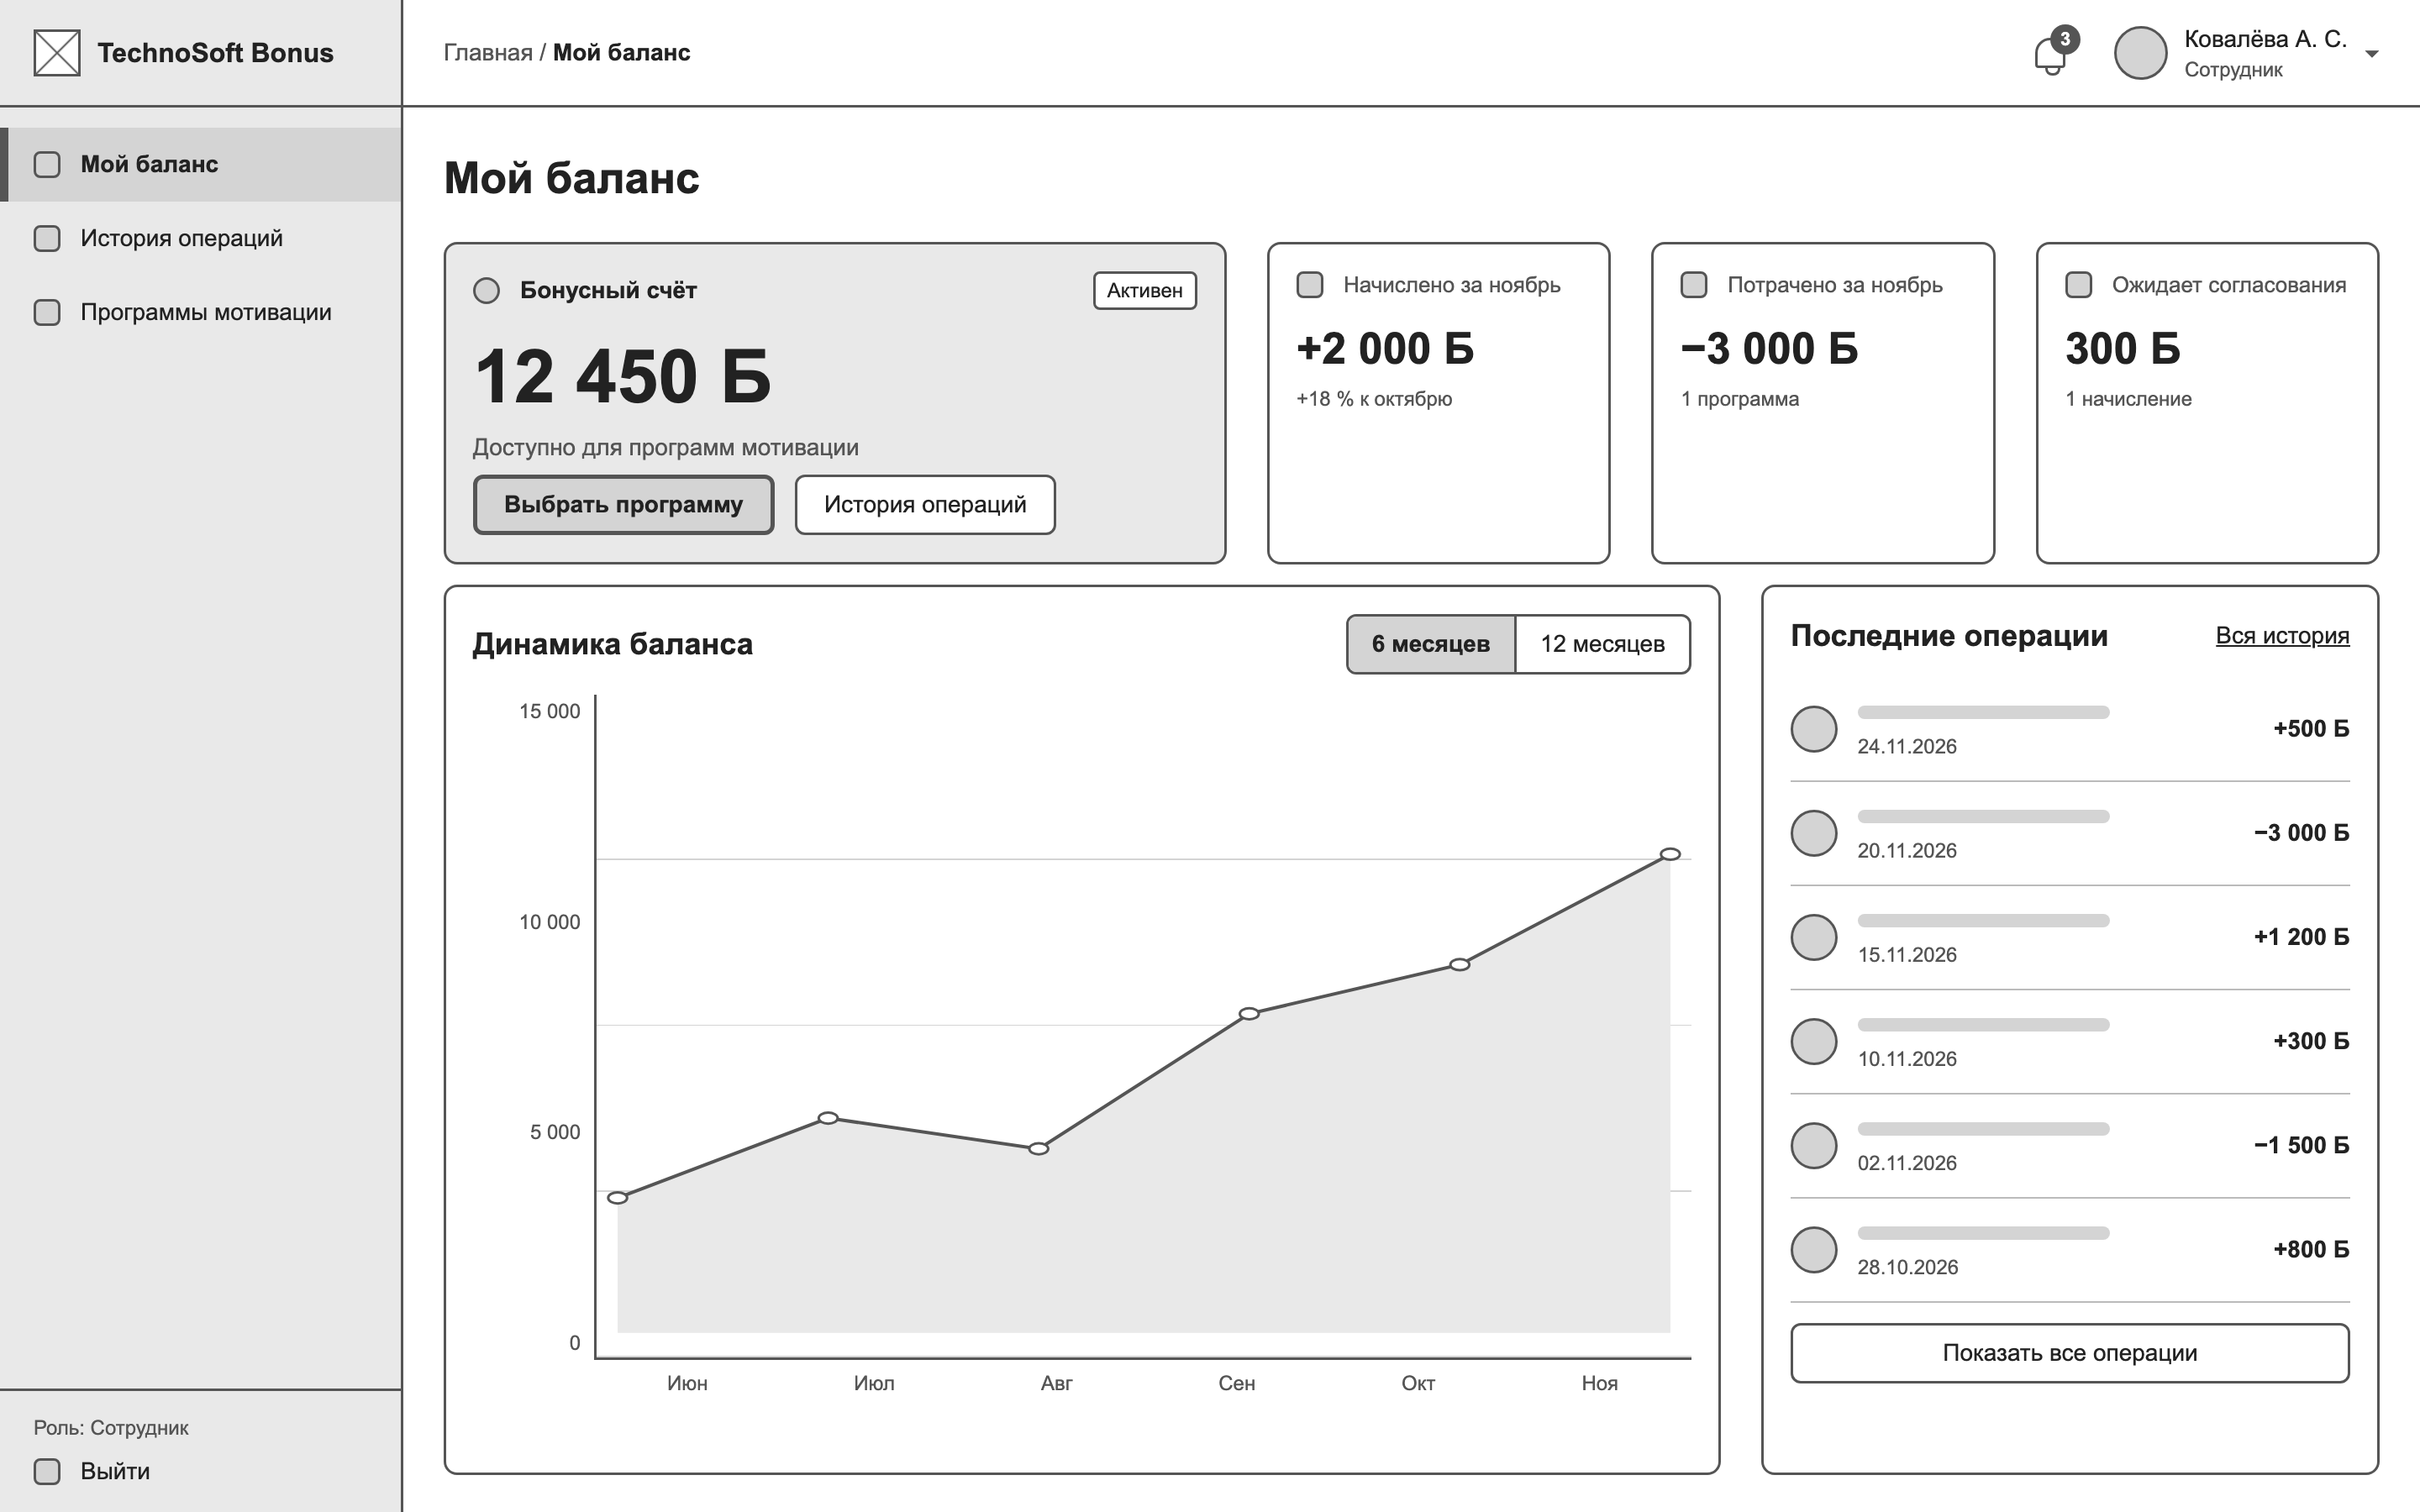 TechnoSoft Bonus
Главная / Мой баланс
3
Ковалёва А. С.
Сотрудник
Мой баланс
История операций
Программы мотивации
Роль: Сотрудник
Выйти
Мой баланс
Бонусный счёт
Активен
12 450 Б
Доступно для программ мотивации
Выбрать программу
История операций
Начислено за ноябрь
+2 000 Б
+18 % к октябрю
Потрачено за ноябрь
−3 000 Б
1 программа
Ожидает согласования
300 Б
1 начисление
Динамика баланса
6 месяцев
12 месяцев
15 000
10 000
5 000
0
Июн
Июл
Авг
Сен
Окт
Ноя
Последние операции
Вся история
+500 Б
24.11.2026
−3 000 Б
20.11.2026
+1 200 Б
15.11.2026
+300 Б
10.11.2026
−1 500 Б
02.11.2026
+800 Б
28.10.2026
Показать все операции